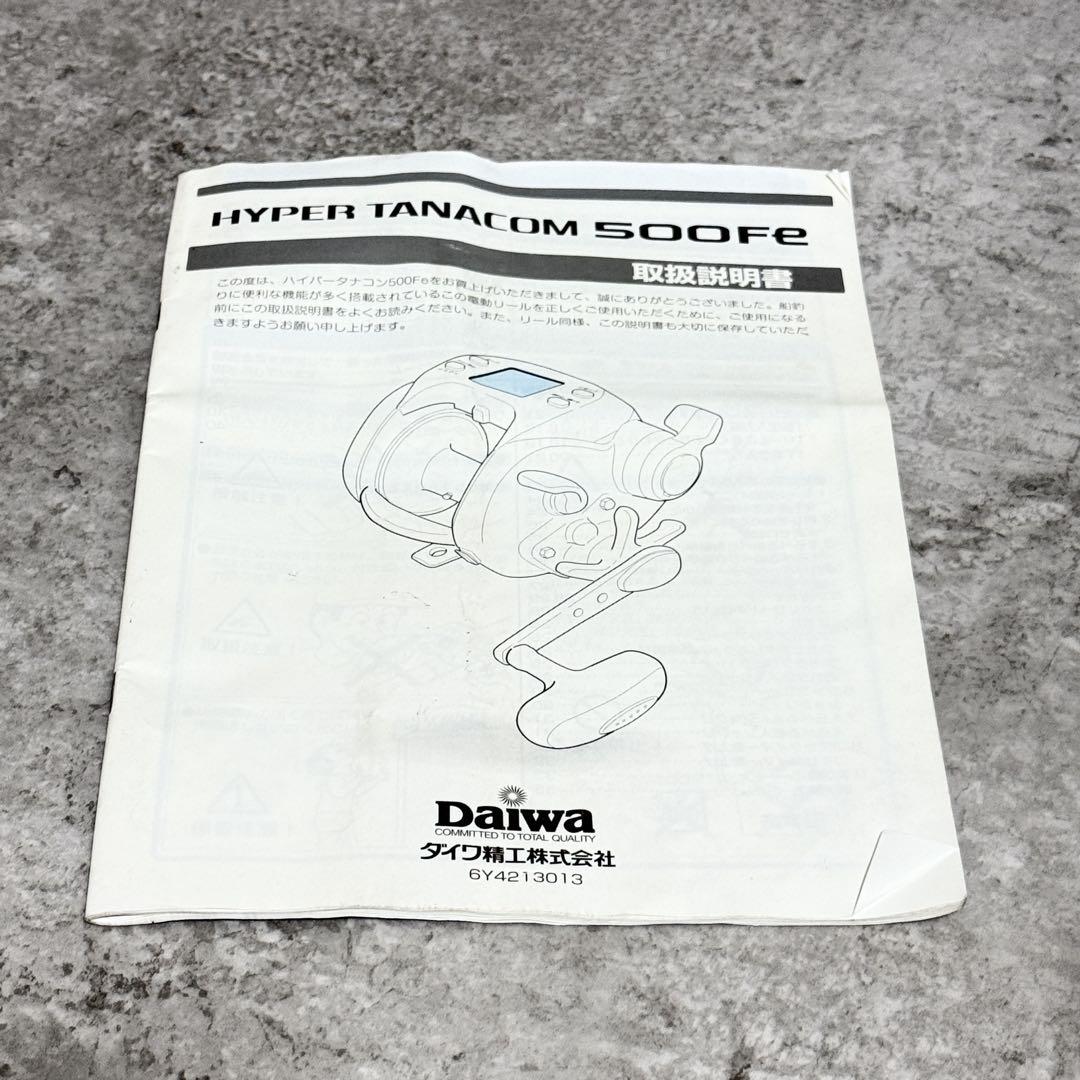 HYPER TANACOM 500Fe
取扱説明書
この度は、ハイパータナコン500Feをお買上げいただきまして、誠にありがとうございました。船釣
りに便利な機能が多く搭載されているこの電動リールを正しくご使用いただくために、ご使用になる
前にこの取扱説明書をよくお読みください。また、リール同様、この説明書も大切に保存していただ
きますようお願い申し上げます。
Daiwa
COMMITTED TO TOTAL QUALITY
ダイワ精工株式会社
6Y4213013